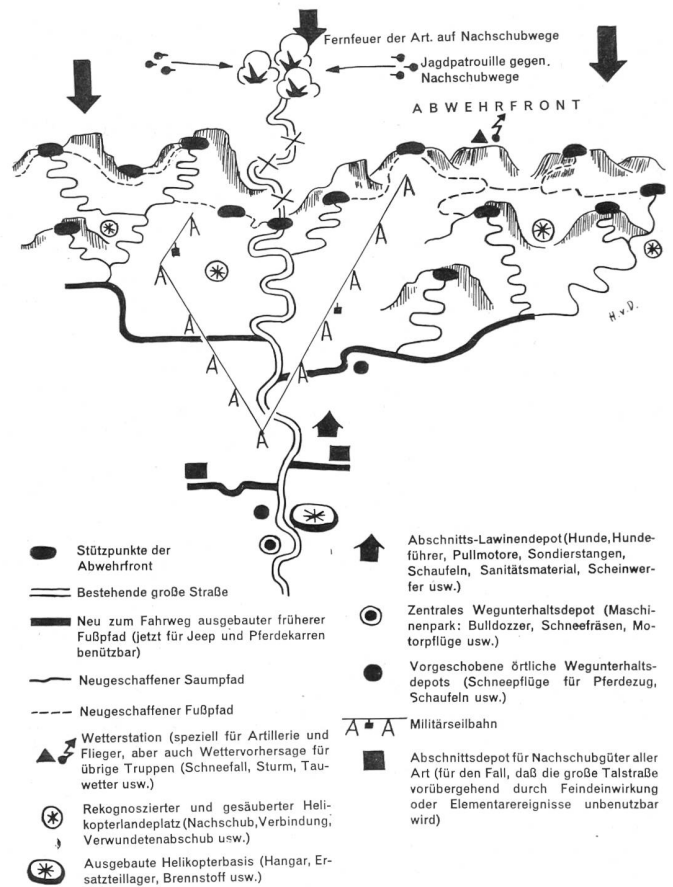 Fernfeuer der Art. auf Nachschubwege
Jagdpatrouille gegen.
Nachschubwege
ABWEHRFRONT
H.v.D.
Stützpunkte der
Abwehrfront
Bestehende große Straße
Neu zum Fahrweg ausgebauter früherer
Fußpfad (jetzt für Jeep und Pferdekarren
benützbar)
Neugeschaffener Saumpfad
Neugeschaffener Fußpfad
Wetterstation (speziell für Artillerie und
Flieger, aber auch Wettervorhersage für
übrige Truppen (Schneefall, Sturm, Tau-
wetter usw.)
Rekognoszierter und gesäuberter Heli-
kopterlandeplatz (Nachschub, Verbindung,
Verwundetenabschub usw.)
Ausgebaute Helikopterbasis (Hangar, Er-
satzteillager, Brennstoff usw.)
Abschnitts-Lawinendepot (Hunde, Hunde-
führer, Pullmotore, Sondierstangen,
Schaufeln, Sanitätsmaterial, Scheinwer-
fer usw.)
Zentrales Wegunterhaltsdepot (Maschi-
nenpark: Bulldozzer, Schneefräsen, Mo-
torpflüge usw.)
Vorgeschobene örtliche Wegunterhalts-
depots (Schneepflüge für Pferdezug,
Schaufeln usw.)
Militärseilbahn
Abschnittsdepot für Nachschubgüter aller
Art (für den Fall, daß die große Talstraße
vorübergehend durch Feindeinwirkung
oder Elementarereignisse unbenutzbar
wird)